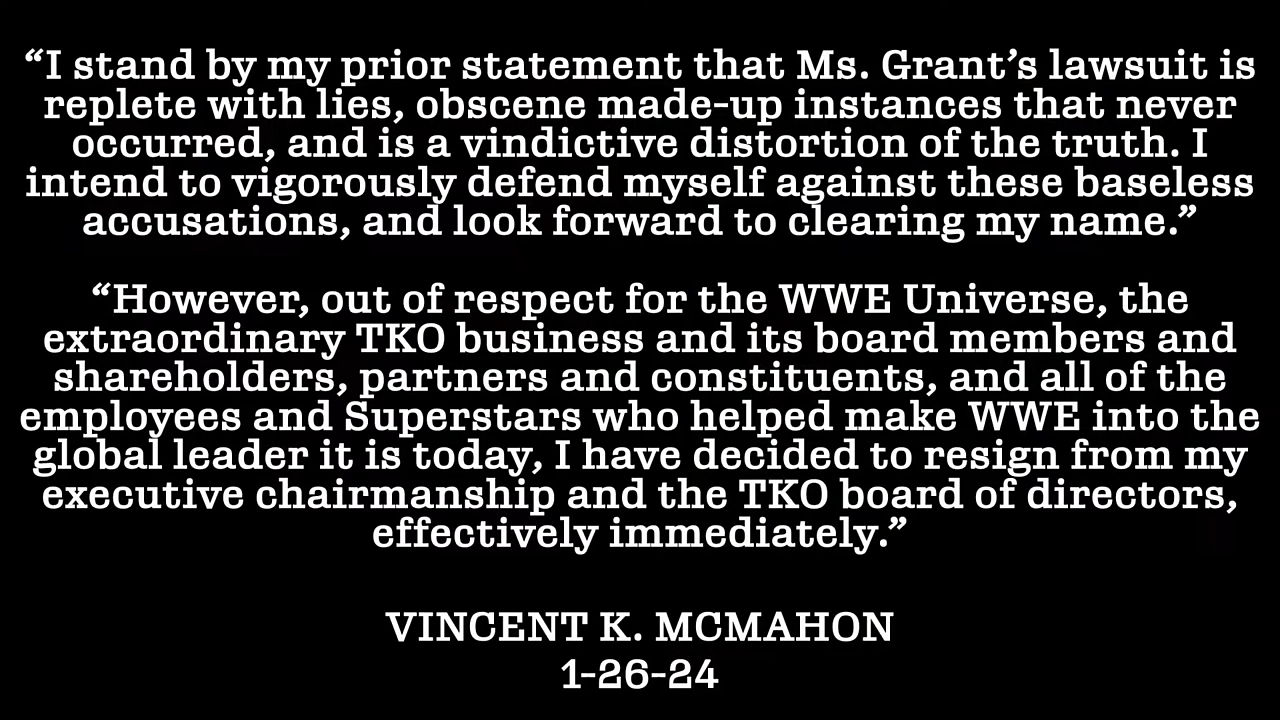 “I stand by my prior statement that Ms. Grant’s lawsuit is
replete with lies, obscene made-up instances that never
occurred, and is a vindictive distortion of the truth. I
intend to vigorously defend myself against these baseless
accusations, and look forward to clearing my name.”
“However, out of respect for the WWE Universe, the
extraordinary TKO business and its board members and
shareholders, partners and constituents, and all of the
employees and Superstars who helped make WWE into the
global leader it is today, I have decided to resign from my
executive chairmanship and the TKO board of directors,
effectively immediately.”
VINCENT K. MCMAHON
1-26-24